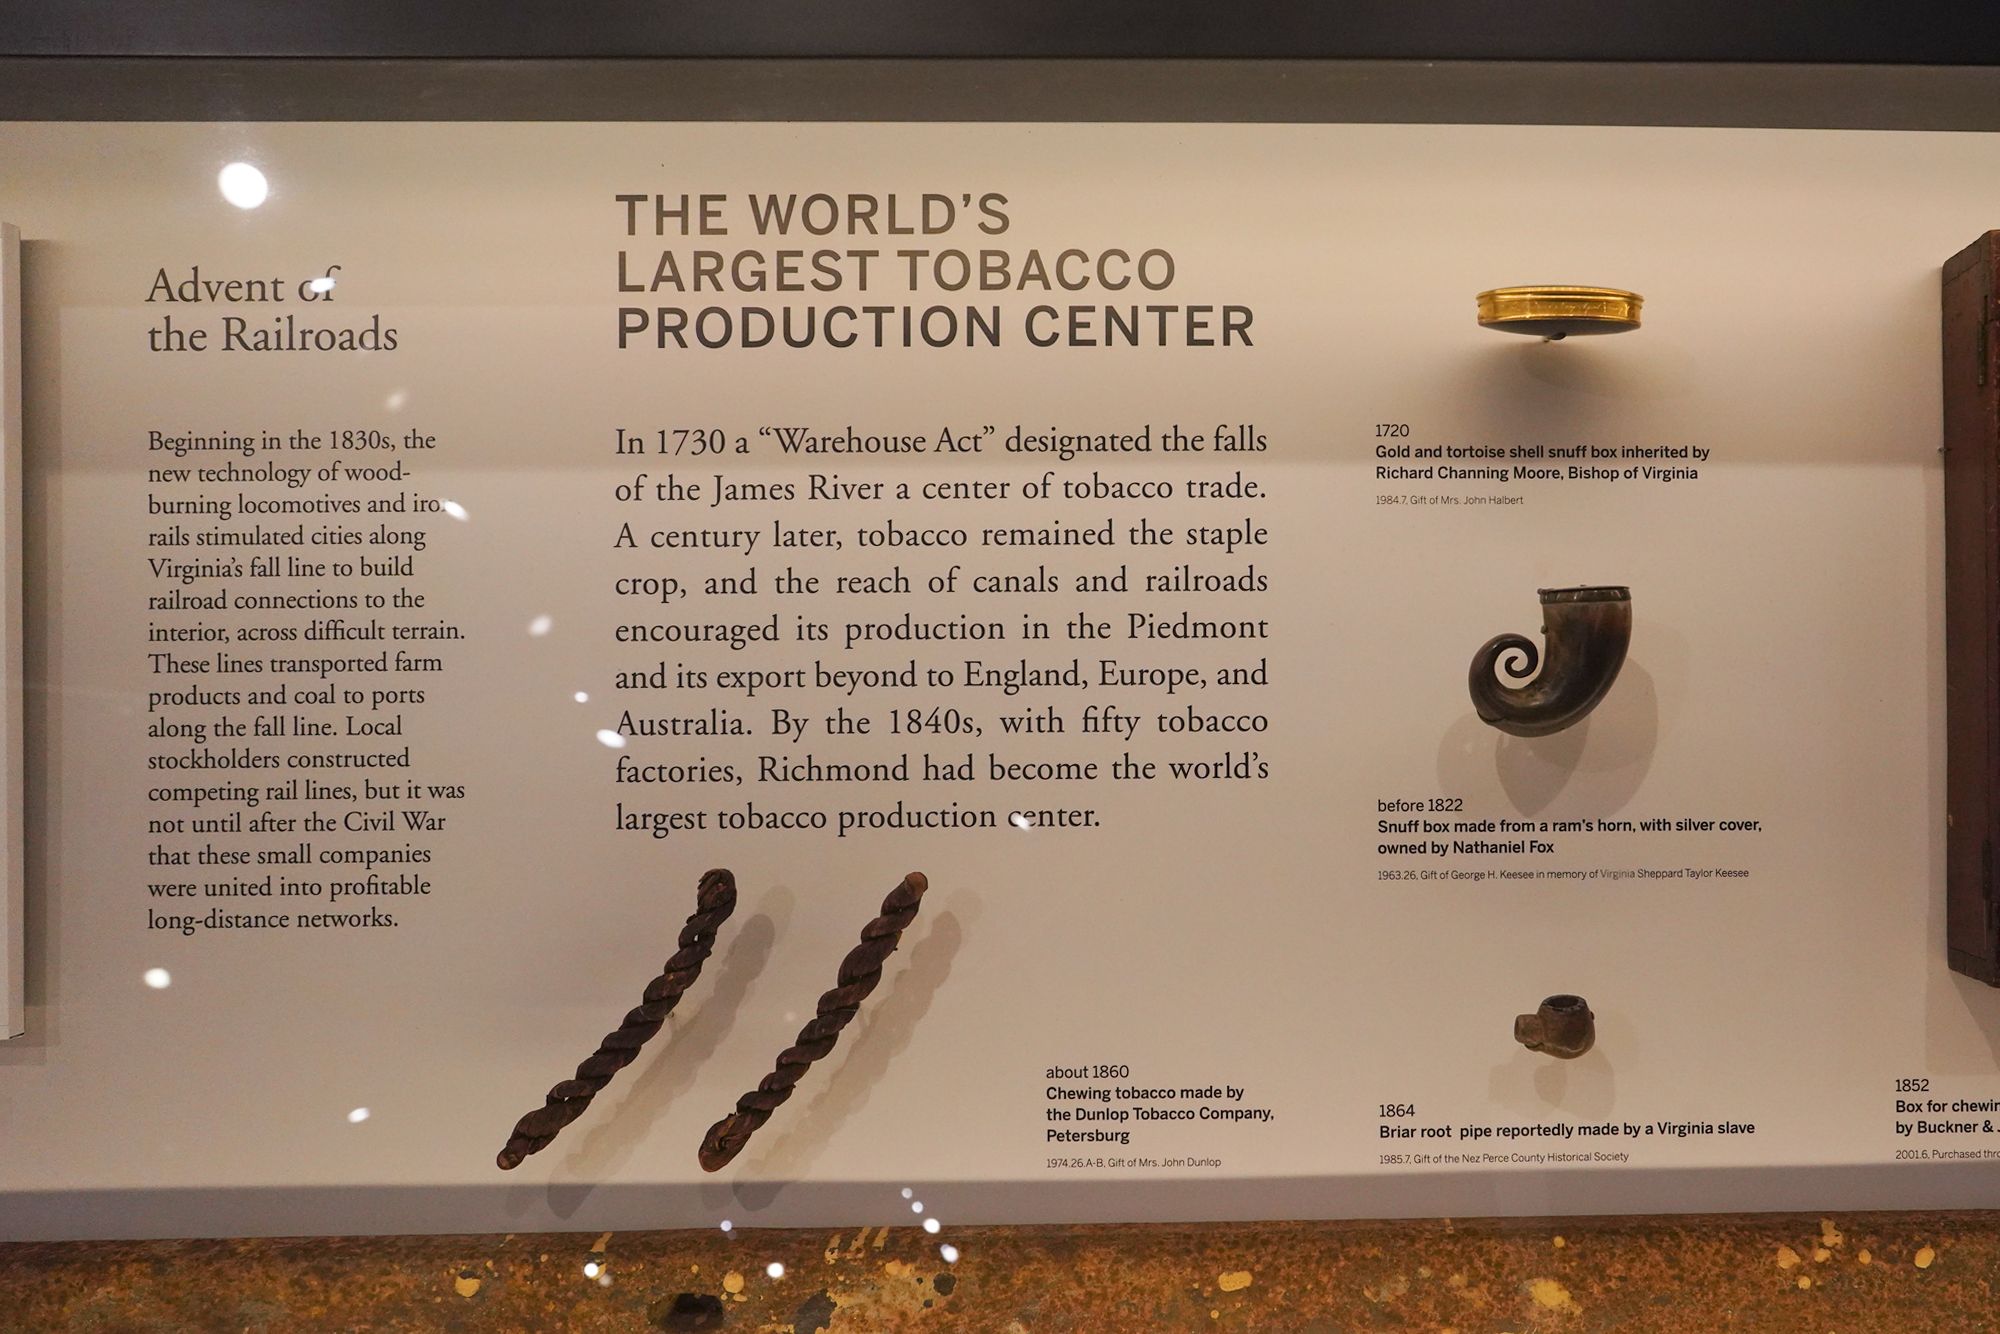 Advent of
the Railroads
Beginning in the 1830s, the
new technology of wood-
burning locomotives and iron
rails stimulated cities along
Virginia's fall line to build
railroad connections to the
interior, across difficult terrain.
These lines transported farm
products and coal to ports
along the fall line. Local
stockholders constructed
competing rail lines, but it was
not until after the Civil War
that these small companies
were united into profitable
long-distance networks.
THE WORLD'S
LARGEST TOBACCO
PRODUCTION CENTER
In 1730 a “Warehouse Act” designated the falls
of the James River a center of tobacco trade.
A century later, tobacco remained the staple
crop, and the reach of canals and railroads
encouraged its production in the Piedmont
and its export beyond to England, Europe, and
Australia. By the 1840s, with fifty tobacco
factories, Richmond had become the world's
largest tobacco production center.
about 1860
Chewing tobacco made by
the Dunlop Tobacco Company,
Petersburg
1974.26.A-B, Gift of Mrs. John Dunlop
1720
Gold and tortoise shell snuff box inherited by
Richard Channing Moore, Bishop of Virginia
1984.7, Gift of Mrs. John Halbert
before 1822
Snuff box made from a ram's horn, with silver cover,
owned by Nathaniel Fox
1963.26, Gift of George H. Keesee in memory of Virginia Sheppard Taylor Keesee
1864
Briar root pipe reportedly made by a Virginia slave
1985.7, Gift of the Nez Perce County Historical Society
1852
Box for
by Buckner &
2001.6, Purchased